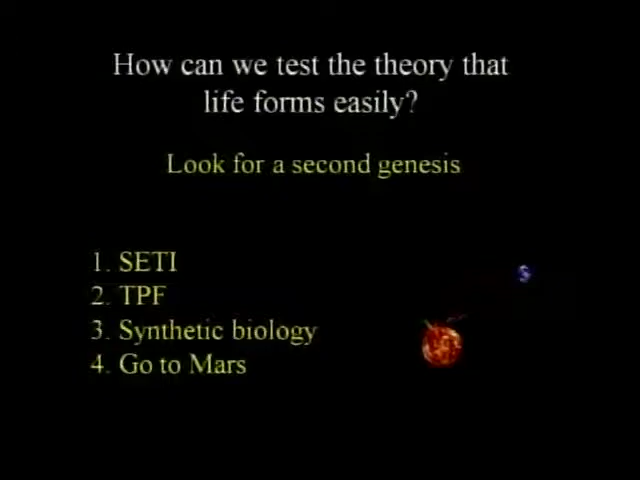 How can we test the theory that
life forms easily?
Look for a second genesis
1. SETI
2. TPF
3. Synthetic biology
4. Go to Mars